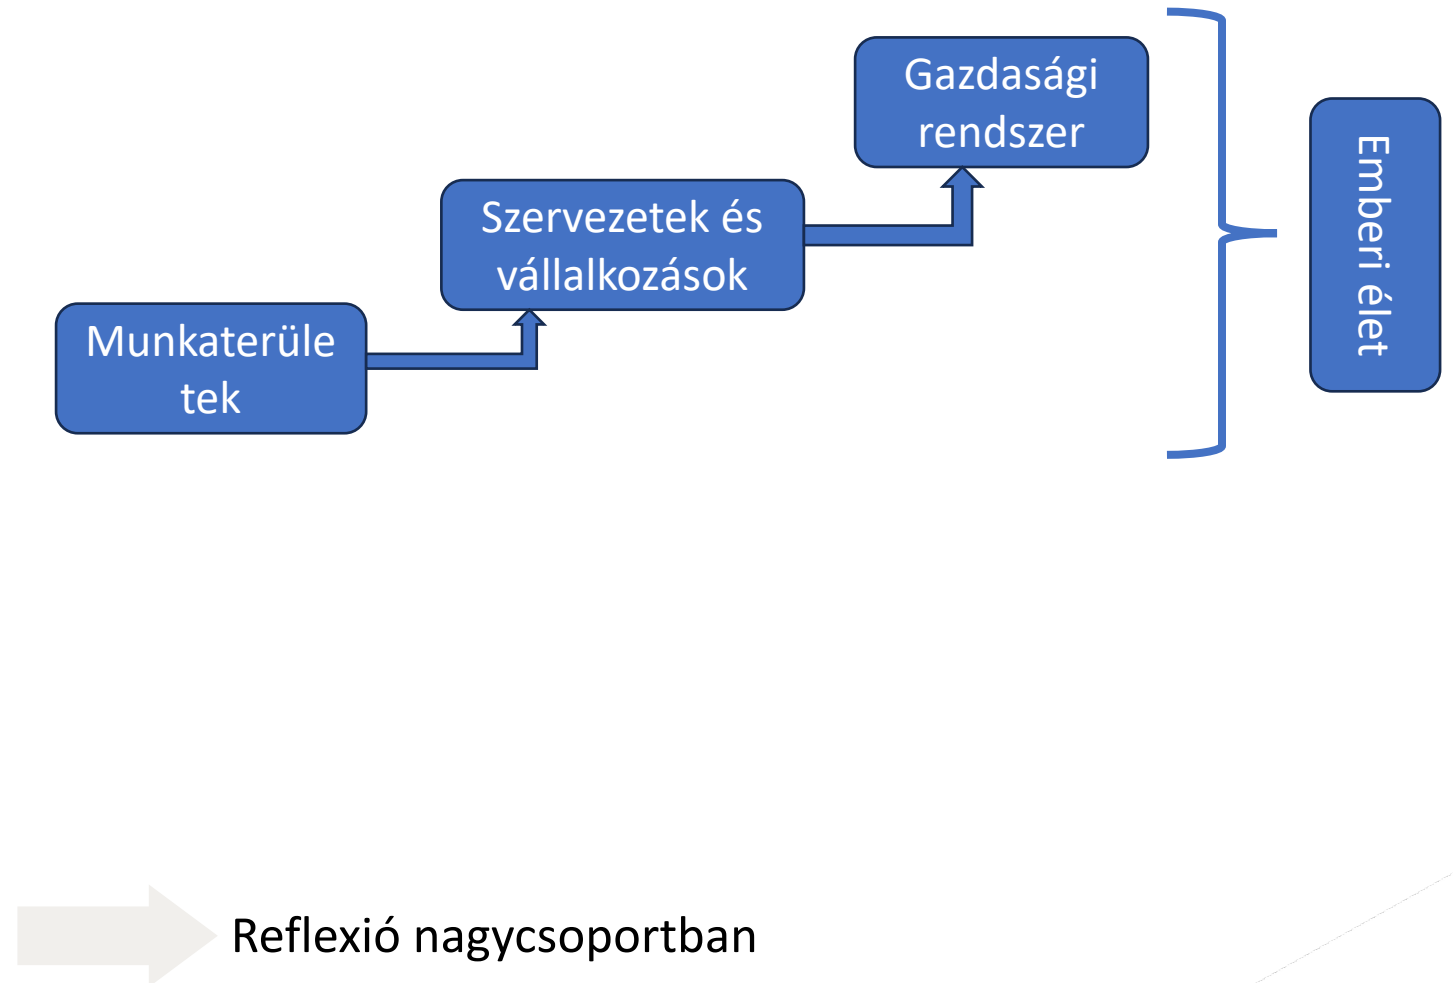 Gazdasági
rendszer
Szervezetek és
vállalkozások
Munkaterüle
tek
Emberi élet
Reflexió nagycsoportban